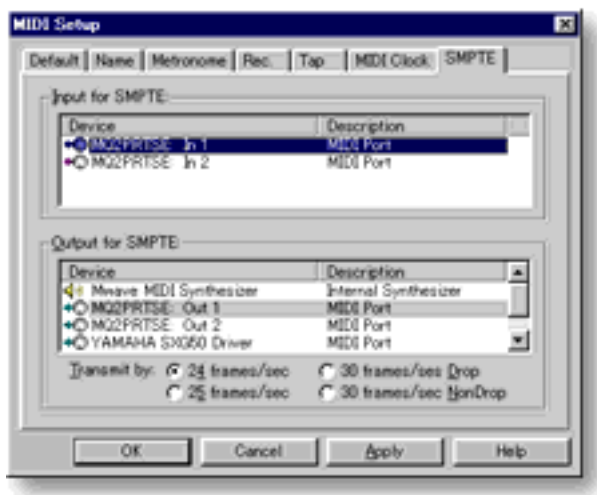 MIDI Setup
Default Name Metronome Rec. Tap MIDI Clock SMPTE
Input for SMPTE:
Device Description
MQ2PRTSE: In 1 MIDI Port
MQ2PRTSE: In 2 MIDI Port
Output for SMPTE:
Device Description
Mwave MIDI Synthesizer Internal Synthesizer
MQ2PRTSE: Out 1 MIDI Port
MQ2PRTSE: Out 2 MIDI Port
YAMAHA SXG50 Driver MIDI Port
Transmit by: 24 frames/sec 30 frames/ses Drop
25 frames/sec 30 frames/sec NonDrop
OK Cancel Apply Help